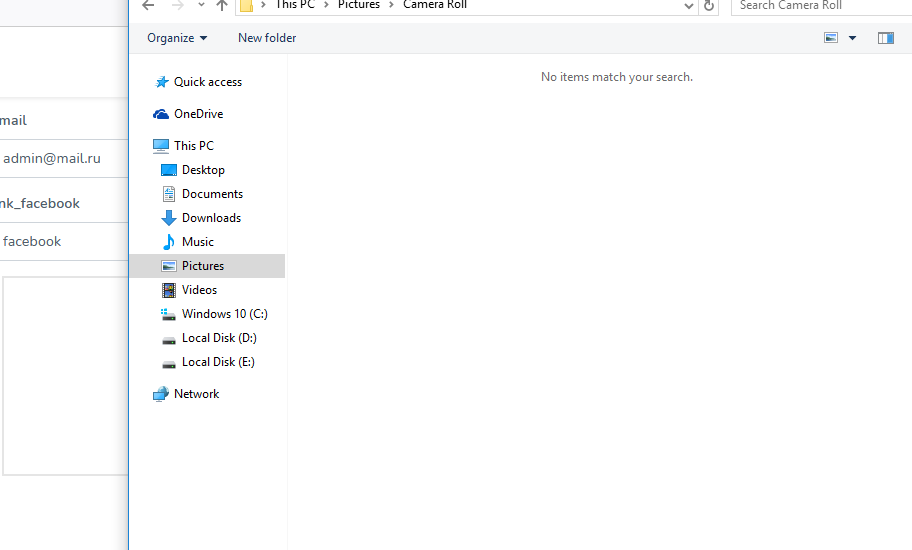 This PC
Pictures
Camera Roll
Search Camera Roll
Organize
New folder
No items match your search.
Quick access
OneDrive
This PC
Desktop
Documents
Downloads
Music
Pictures
Videos
Windows 10 (C:)
Local Disk (D:)
Local Disk (E:)
Network
mail
admin@mail.ru
nk_facebook
facebook